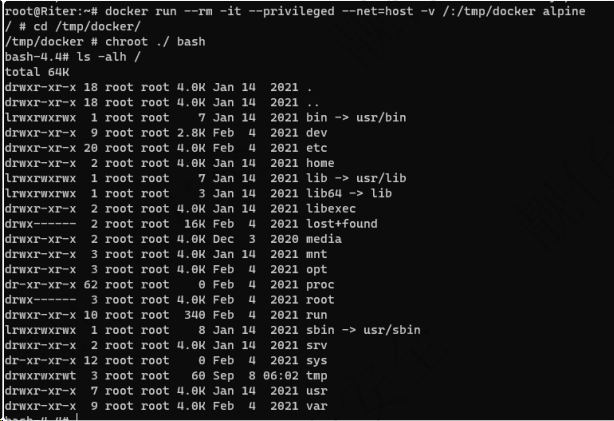 root@Riter:~# docker run --rm -it --privileged --net=host -v /:/tmp/docker alpine
/ # cd /tmp/docker/
/tmp/docker # chroot ./ bash
bash-4.4# ls -alh /
total 64K
drwxr-xr-x 18 root root 4.0K Jan 14  2021 .
drwxr-xr-x 18 root root 4.0K Jan 14  2021 ..
lrwxrwxrwx  1 root root    7 Jan 14  2021 bin -> usr/bin
drwxr-xr-x  9 root root 2.8K Feb  4  2021 dev
drwxr-xr-x 20 root root 4.0K Feb  4  2021 etc
drwxr-xr-x  2 root root 4.0K Jan 14  2021 home
lrwxrwxrwx  1 root root    7 Jan 14  2021 lib -> usr/lib
lrwxrwxrwx  1 root root    3 Jan 14  2021 lib64 -> lib
drwxr-xr-x  2 root root 4.0K Jan 14  2021 libexec
drwx------  2 root root  16K Feb  4  2021 lost+found
drwxr-xr-x  2 root root 4.0K Dec  3  2020 media
drwxr-xr-x  3 root root 4.0K Jan 14  2021 mnt
drwxr-xr-x  3 root root 4.0K Feb  4  2021 opt
dr-xr-xr-x 62 root root    0 Feb  4  2021 proc
drwx------  3 root root 4.0K Feb  4  2021 root
drwxr-xr-x 10 root root  340 Feb  4  2021 run
lrwxrwxrwx  1 root root    8 Jan 14  2021 sbin -> usr/sbin
drwxr-xr-x  2 root root 4.0K Jan 14  2021 srv
dr-xr-xr-x 12 root root    0 Feb  4  2021 sys
drwxrwxrwt  3 root root   60 Sep  8 06:02 tmp
drwxr-xr-x  7 root root 4.0K Jan 14  2021 usr
drwxr-xr-x  9 root root 4.0K Feb  4  2021 var
bash-4.4#